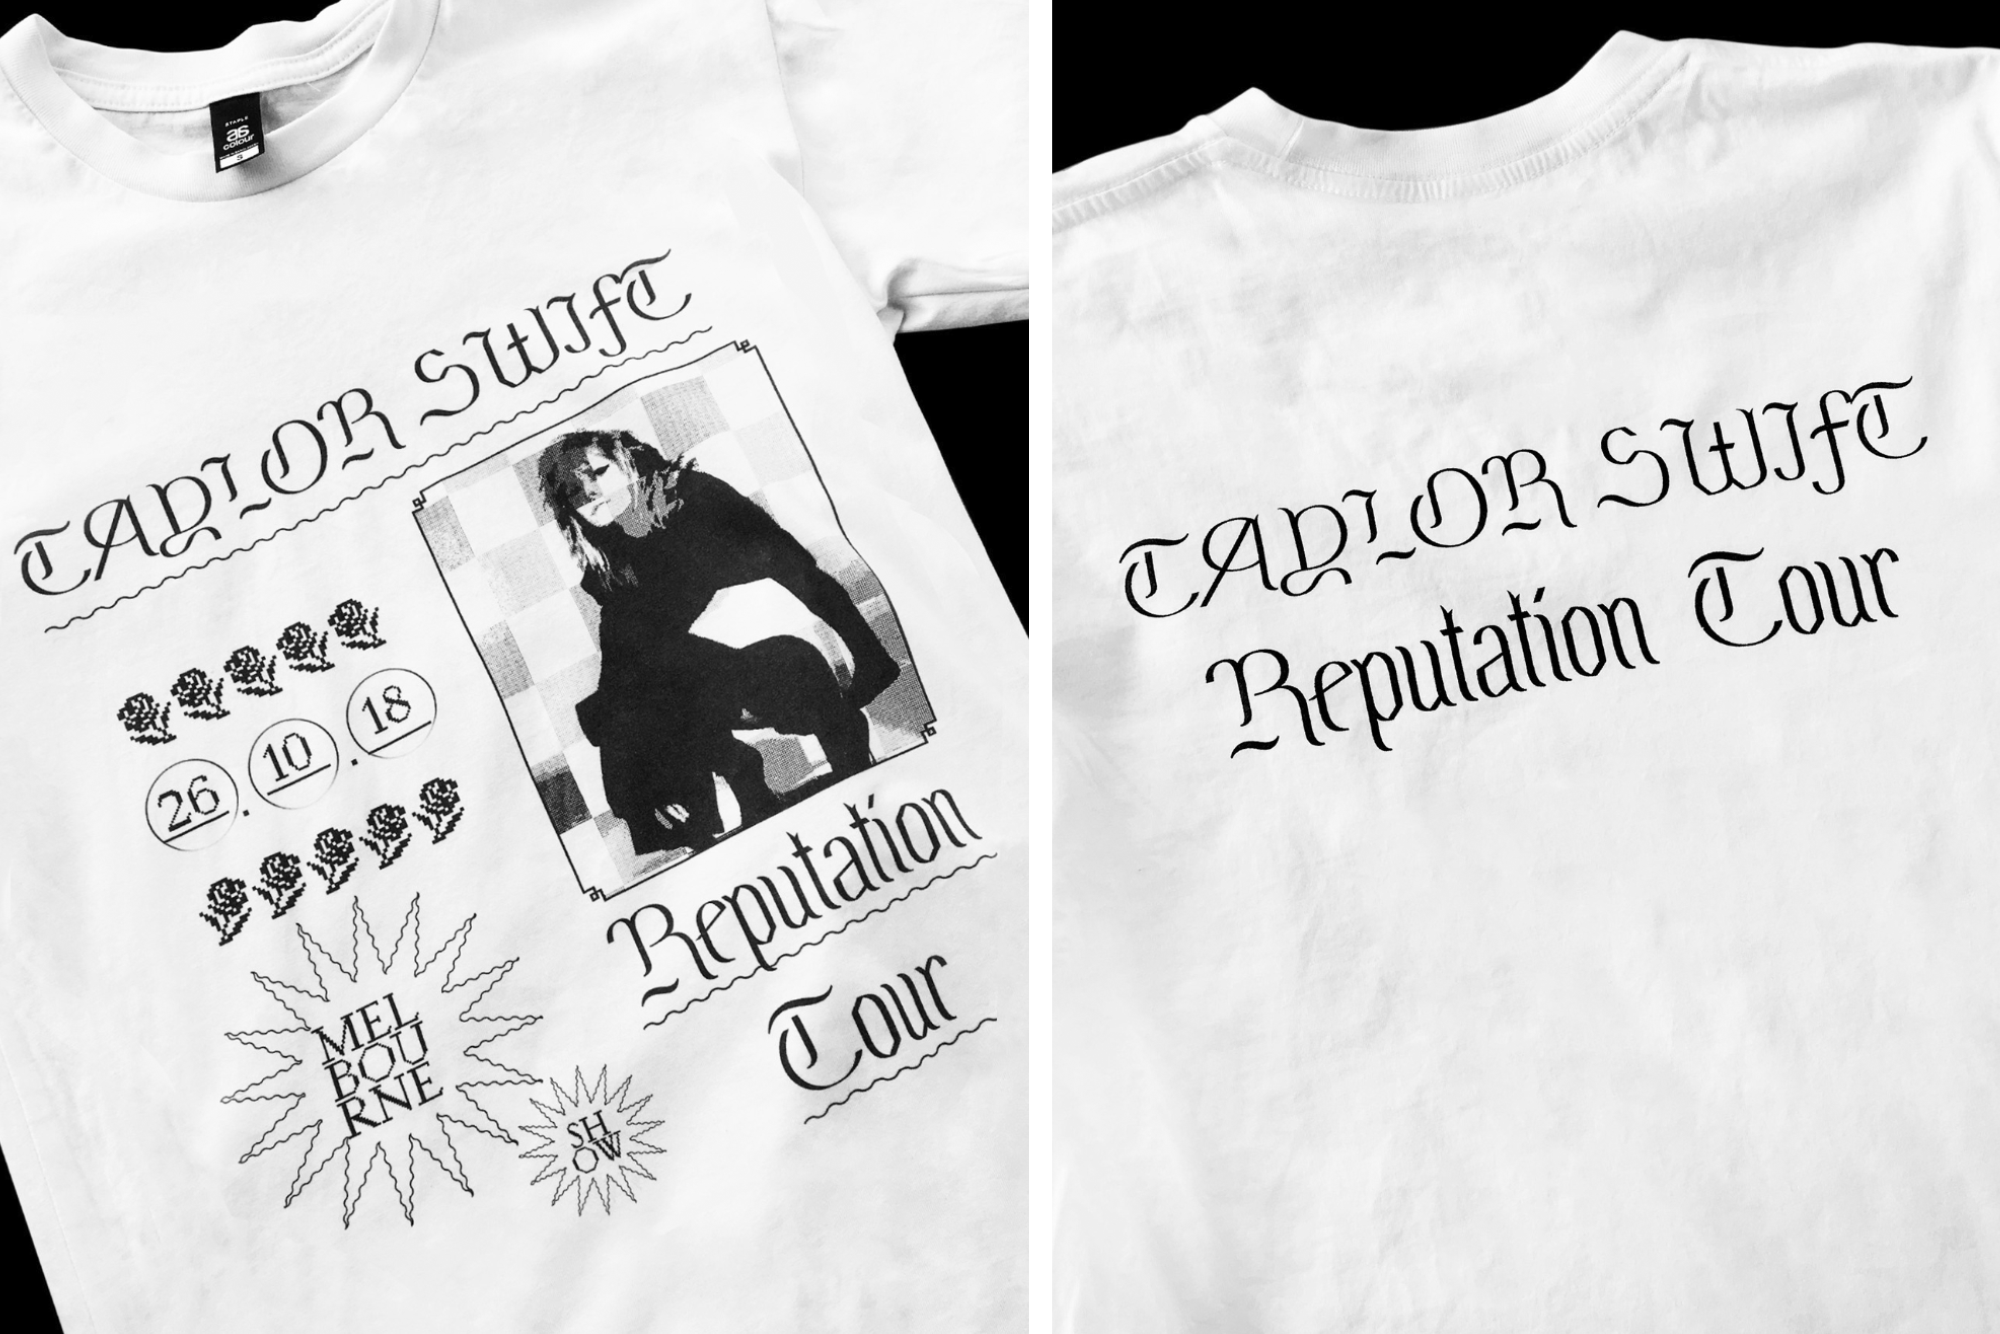 STAPLE
as
colour
S
TAYLOR SWIfT
26.10.18
MEL
BOU
RNE
SH
OW
Reputation
Tour
TAYLOR SWIfT
Reputation Tour